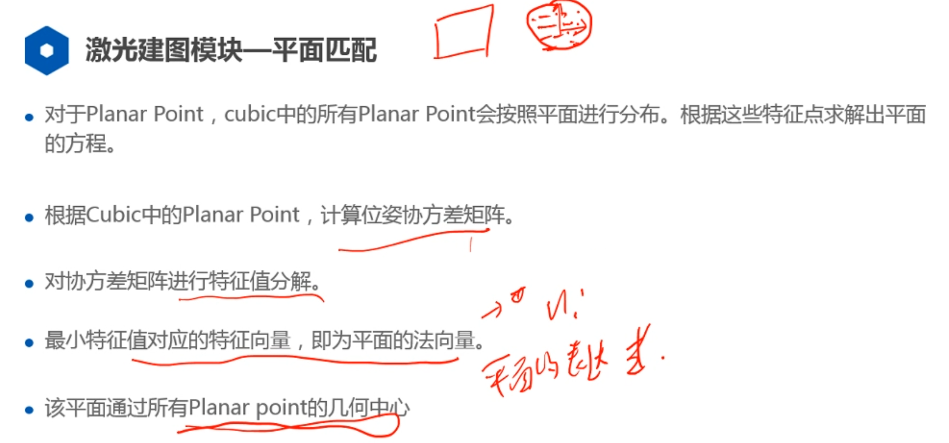 激光建图模块—平面匹配
对于Planar Point，cubic中的所有Planar Point会按照平面进行分布。根据这些特征点求解出平面
的方程。
根据Cubic中的Planar Point，计算位姿协方差矩阵。
对协方差矩阵进行特征值分解。
最小特征值对应的特征向量，即为平面的法向量。
平面的表达式.
该平面通过所有Planar point的几何中心